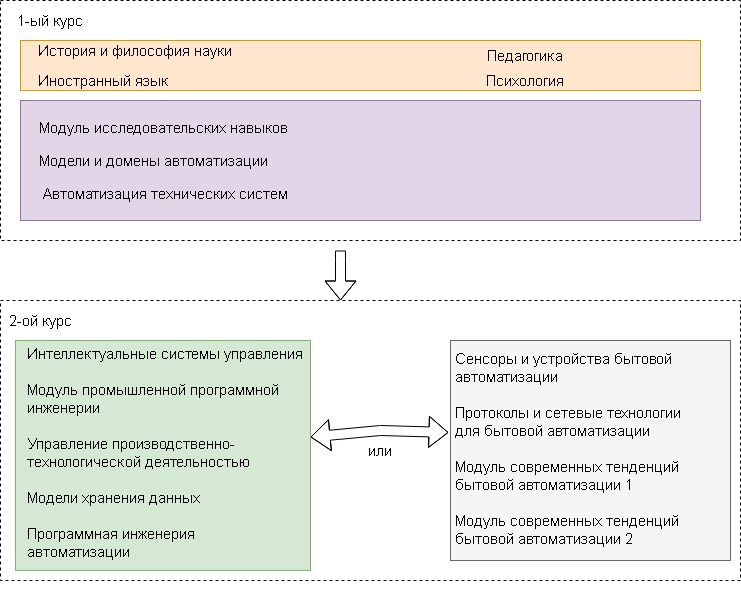 1-ый курс
История и философия науки
Педагогика
Иностранный язык
Психология
Модуль исследовательских навыков
Модели и домены автоматизации
Автоматизация технических систем
2-ой курс
Интеллектуальные системы управления
Модуль промышленной программной
инженерии
Управление производственно-
технологической деятельностью
Модели хранения данных
Программная инженерия
автоматизации
или
Сенсоры и устройства бытовой
автоматизации
Протоколы и сетевые технологии
для бытовой автоматизации
Модуль современных тенденций
бытовой автоматизации 1
Модуль современных тенденций
бытовой автоматизации 2